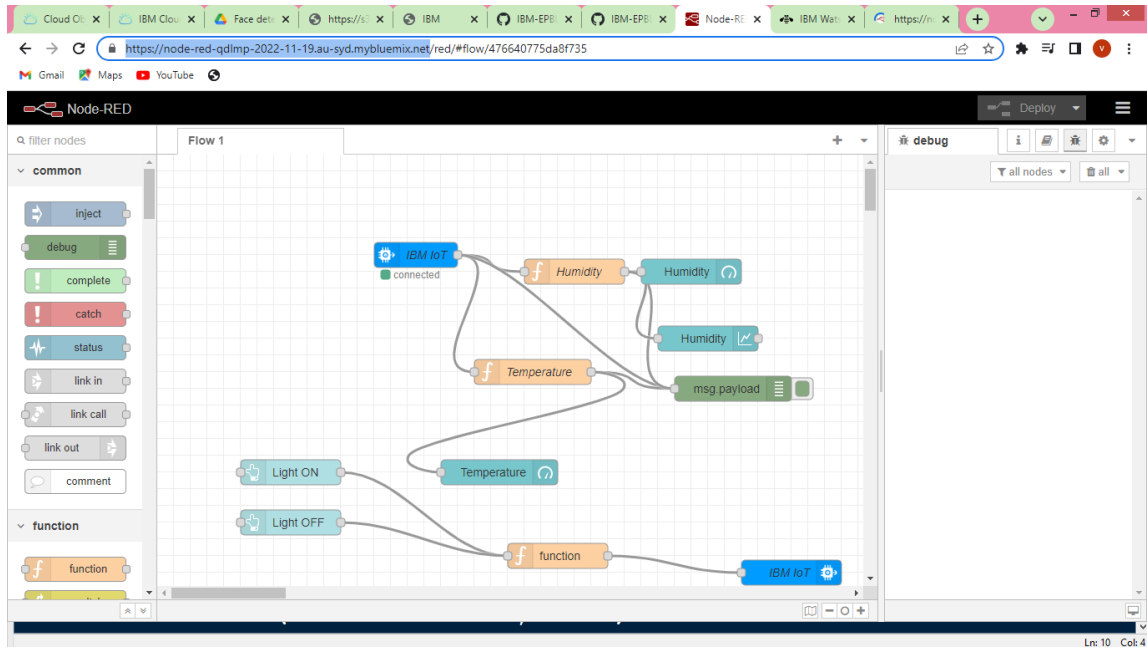 Cloud Ob
IBM Clou
Face dete
https://s3
IBM
IBM-EPBL
IBM-EPBL
Node-RE
IBM Wats
https://n
https://node-red-qdlmp-2022-11-19.au-syd.mybluemix.net/red/#flow/476640775da8f735
V
Gmail
Maps
YouTube
Node-RED
Deploy
filter nodes
Flow 1
debug
i
common
all nodes
all
inject
debug
complete
catch
status
link in
link call
link out
comment
function
function
IBM IoT
connected
Humidity
Humidity
Humidity
Temperature
msg.payload
Light ON
Temperature
Light OFF
function
IBM IoT
Ln: 10 Col: 4